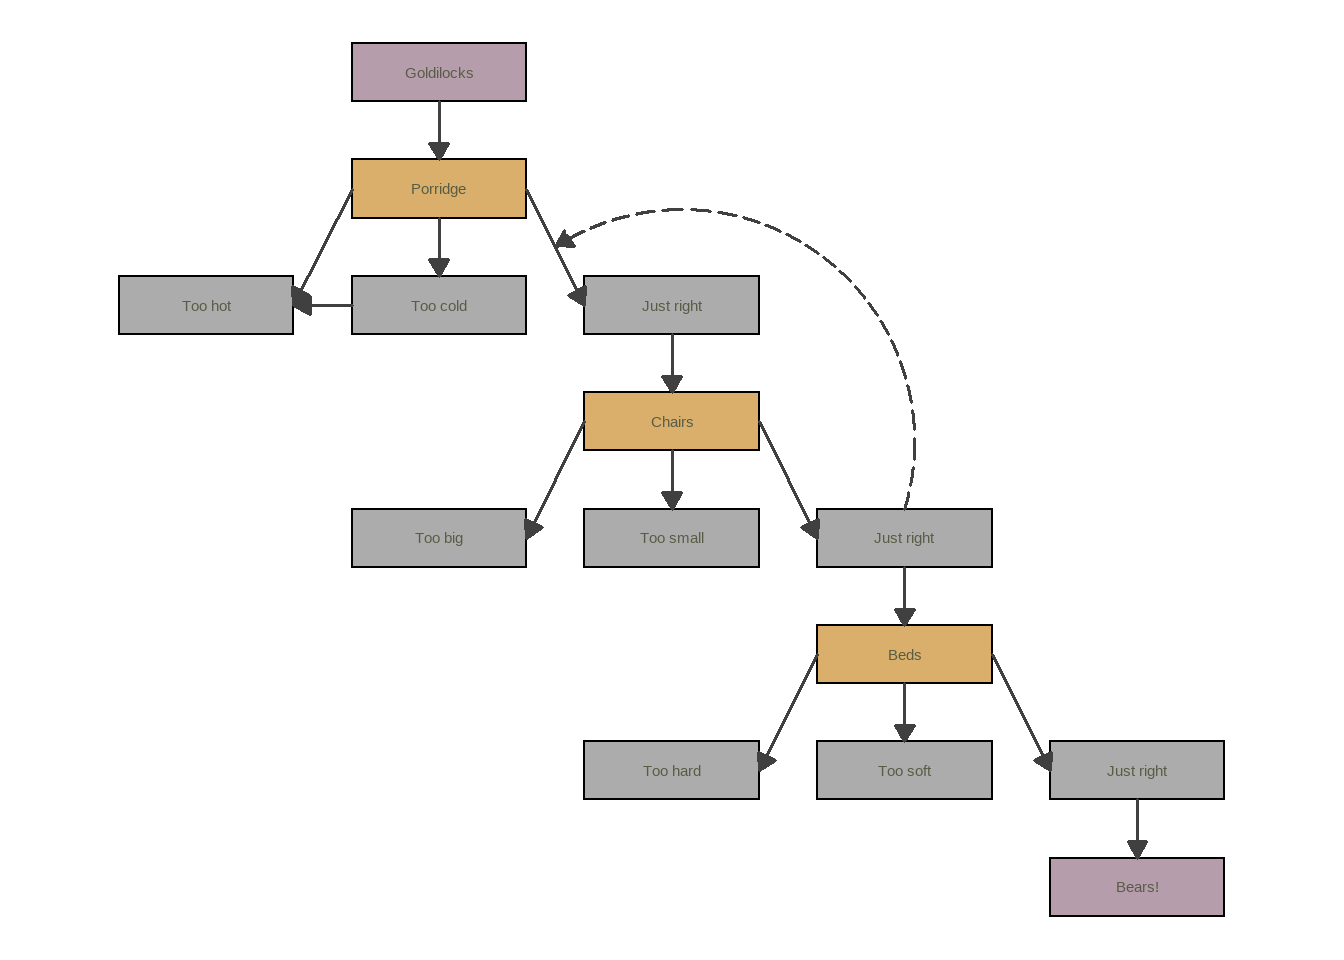 Goldilocks
Porridge
Too hot
Too cold
Just right
Chairs
Too big
Too small
Just right
Beds
Too hard
Too soft
Just right
Bears!